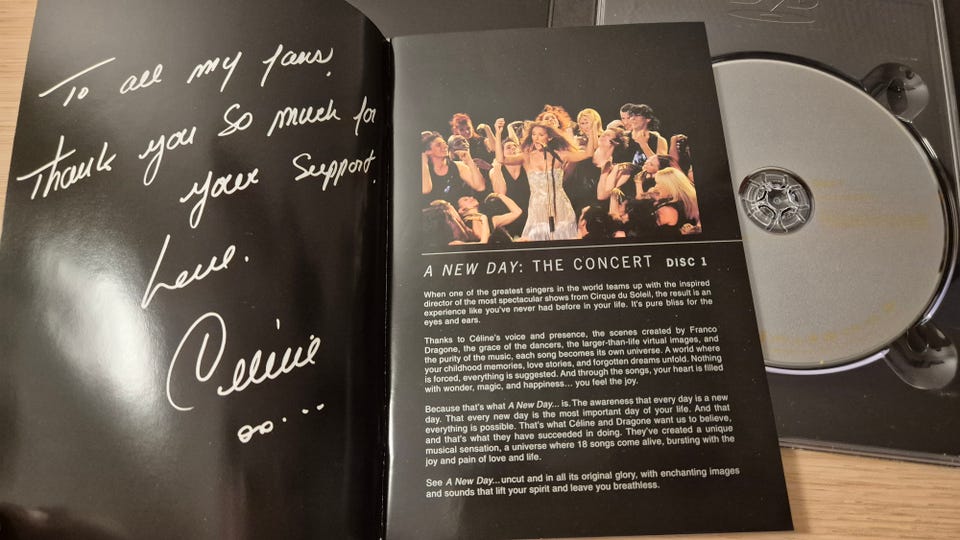 To all my fans,
Thank you so much for
your support.
Love.
Céline
A NEW DAY: THE CONCERT DISC 1
When one of the greatest singers in the world teams up with the inspired
director of the most spectacular shows from Cirque du Soleil, the result is an
experience like you've never had before in your life. It's pure bliss for the
eyes and ears.
Thanks to Céline's voice and presence, the scenes created by Franco
Dragone, the grace of the dancers, the larger-than-life virtual images, and
the purity of the music, each song becomes its own universe. A world where
your childhood memories, love stories, and forgotten dreams unfold. Nothing
is forced, everything is suggested. And through the songs, your heart is filled
with wonder, magic, and happiness... you feel the joy.
Because that's what A New Day... is. The awareness that every day is a new
day. That every new day is the most important day of your life. And that
everything is possible. That's what Céline and Dragone want us to believe,
and that's what they have succeeded in doing. They've created a unique
musical sensation, a universe where 18 songs come alive, bursting with the
joy and pain of love and life.
See A New Day... uncut and in all its original glory, with enchanting images
and sounds that lift your spirit and leave you breathless.